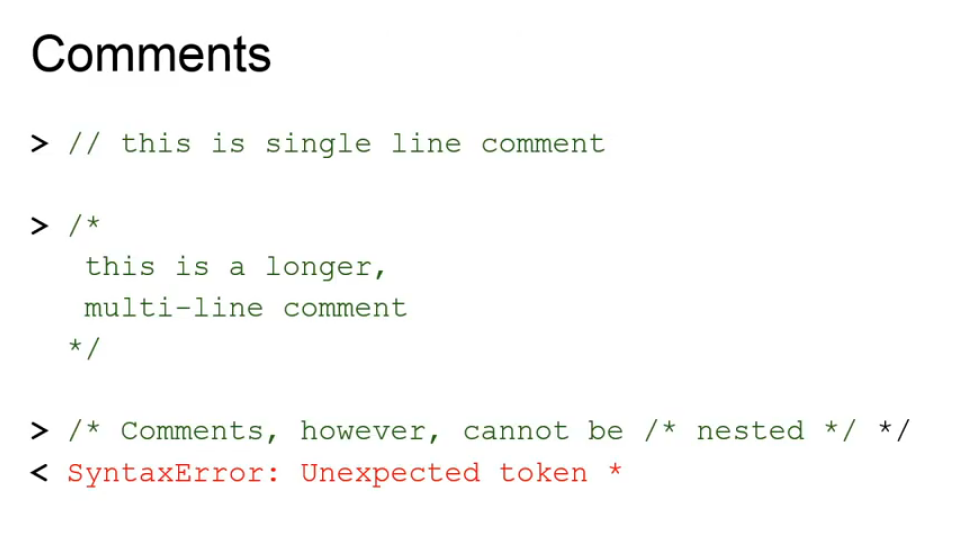 Comments
> // this is single line comment
> /*
this is a longer,
multi-line comment
*/
> /* Comments, however, cannot be /* nested */ */
< SyntaxError: Unexpected token *